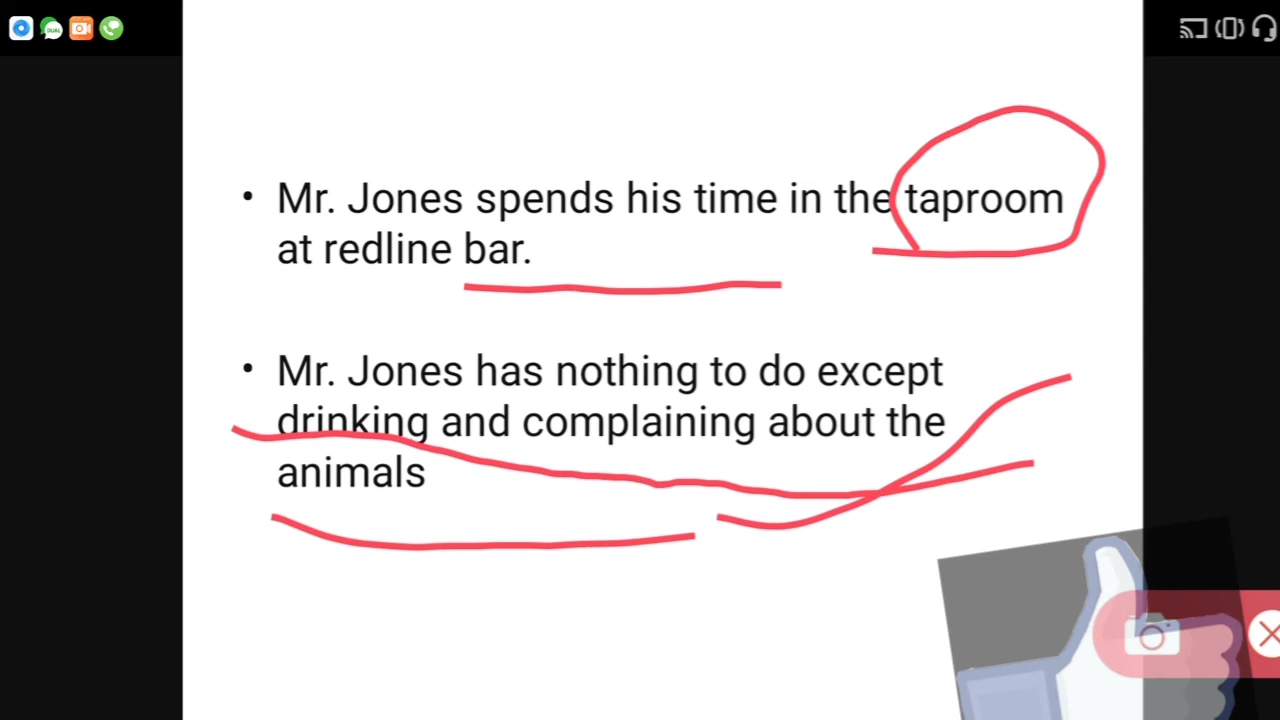 • Mr. Jones spends his time in the taproom
at redline bar.
• Mr. Jones has nothing to do except
drinking and complaining about the
animals